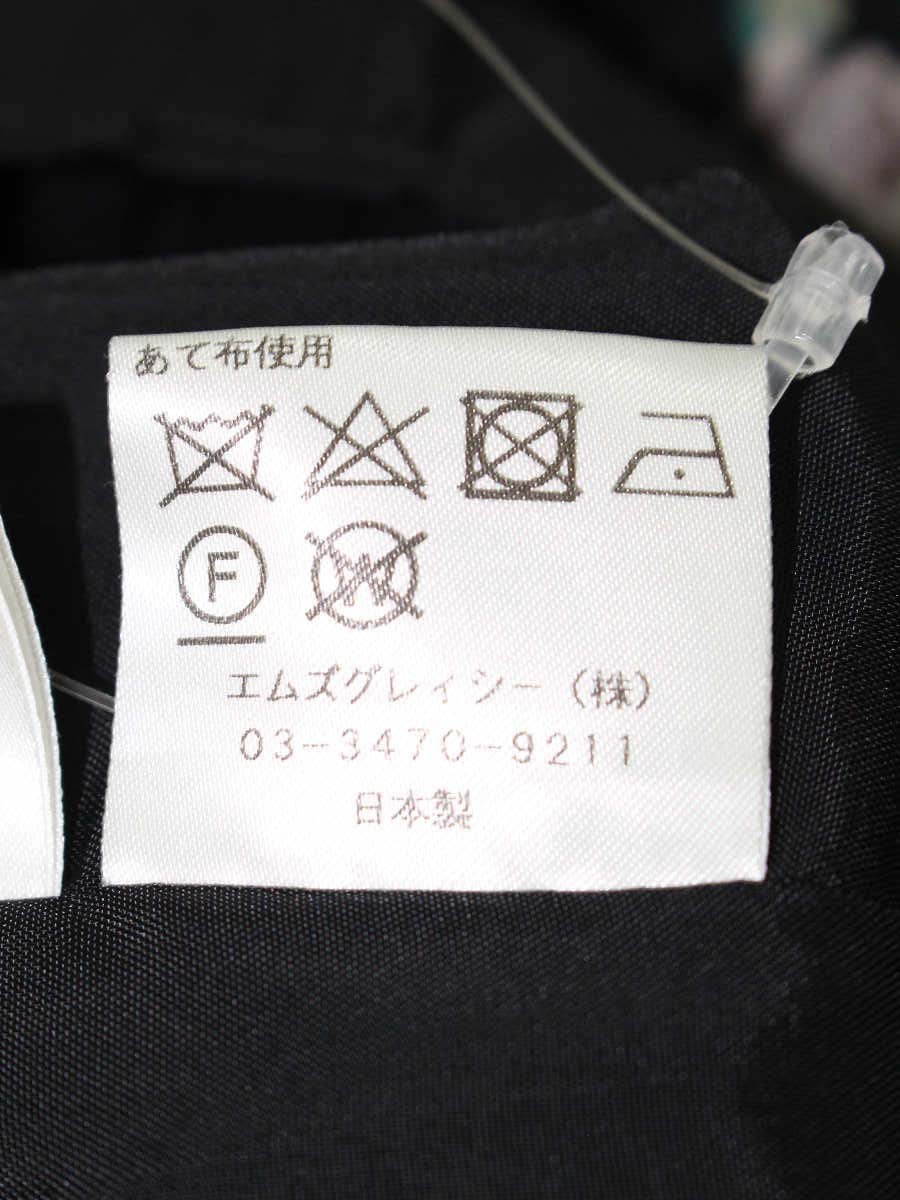 あて布使用
F
W
エムズグレィシー(株)
03-3470-9211
日本製